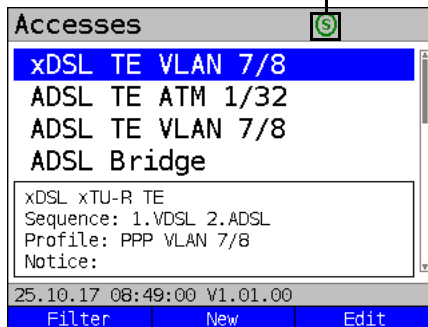 Accesses S
xDSL TE VLAN 7/8
ADSL TE ATM 1/32
ADSL TE VLAN 7/8
ADSL Bridge
xDSL xTU-R TE
Sequence: 1.VDSL 2.ADSL
Profile: PPP VLAN 7/8
Notice:
25.10.17 08:49:00 V1.01.00
Filter New Edit